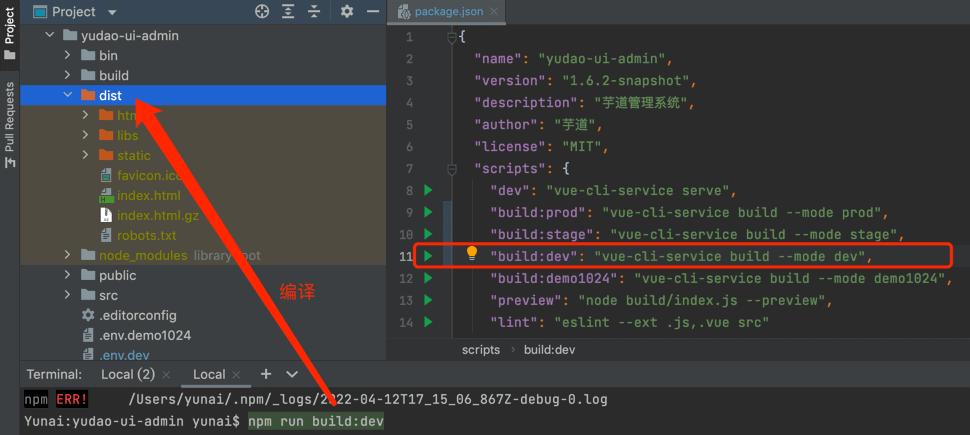 Project
Pull Requests
Project
yudao-ui-admin
bin
build
dist
libs
static
index.html
index.html.gz
robots.txt
node_modules library root
public
src
.editorconfig
.env.demo1024
.env.dev
package.json
1 {
2 "name": "yudao-ui-admin",
3 "version": "1.6.2-snapshot",
4 "description": "芋道管理系统",
5 "author": "芋道",
6 "license": "MIT",
7 "scripts": {
8 "dev": "vue-cli-service serve",
9 "build:prod": "vue-cli-service build --mode prod",
10 "build:stage": "vue-cli-service build --mode stage",
11 "build:dev": "vue-cli-service build --mode dev",
12 "build:demo1024": "vue-cli-service build --mode demo1024",
13 "preview": "node build/index.js --preview",
14 "lint": "eslint --ext .js,.vue src"
scripts › build:dev
编译
Terminal: Local (2) × Local × +
npm ERR! /Users/yunai/.npm/_logs/2022-04-12T17_15_06_867Z-debug-0.log
Yunai:yudao-ui-admin yunai$ npm run build:dev